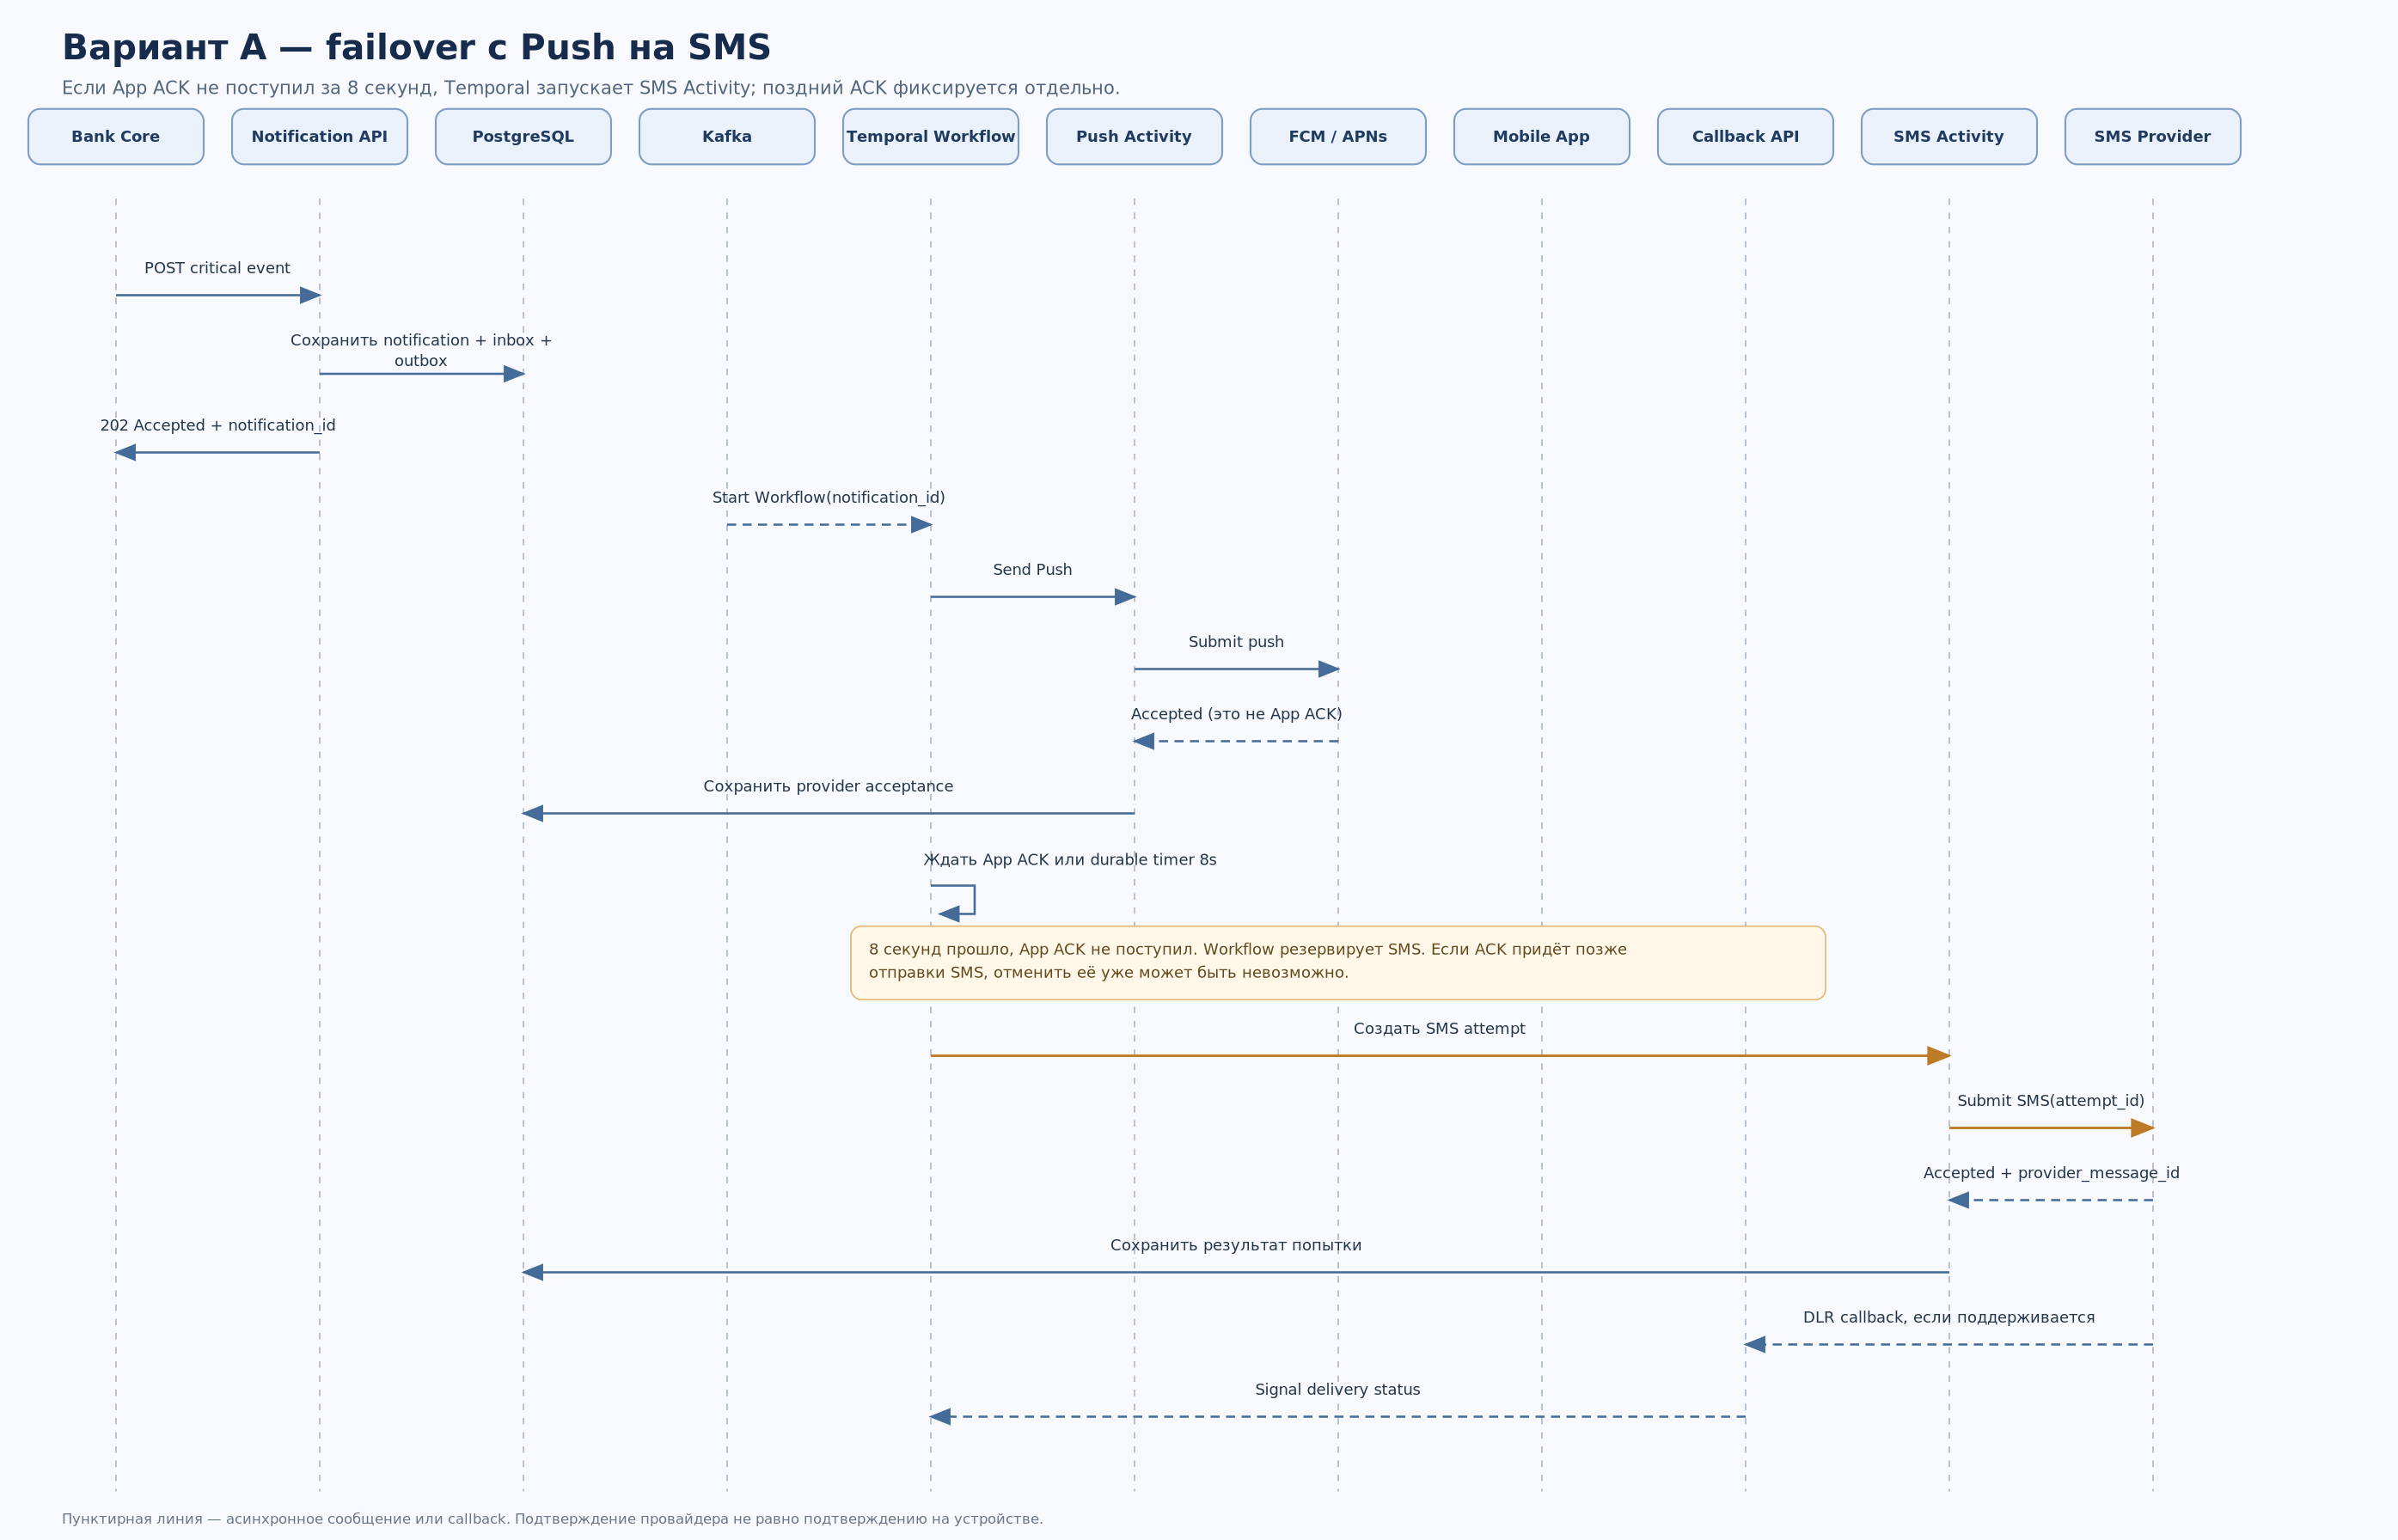 Вариант A — failover с Push на SMS
Если App ACK не поступил за 8 секунд, Temporal запускает SMS Activity; поздний ACK фиксируется отдельно.
Bank Core
Notification API
PostgreSQL
Kafka
Temporal Workflow
Push Activity
FCM / APNs
Mobile App
Callback API
SMS Activity
SMS Provider
POST critical event
Сохранить notification + inbox +
outbox
202 Accepted + notification_id
Start Workflow(notification_id)
Send Push
Submit push
Accepted (это не App ACK)
Сохранить provider acceptance
Ждать App ACK или durable timer 8s
8 секунд прошло, App ACK не поступил. Workflow резервирует SMS. Если ACK придёт позже
отправки SMS, отменить её уже может быть невозможно.
Создать SMS attempt
Submit SMS(attempt_id)
Accepted + provider_message_id
Сохранить результат попытки
DLR callback, если поддерживается
Signal delivery status
Пунктирная линия — асинхронное сообщение или callback. Подтверждение провайдера не равно подтверждению на устройстве.